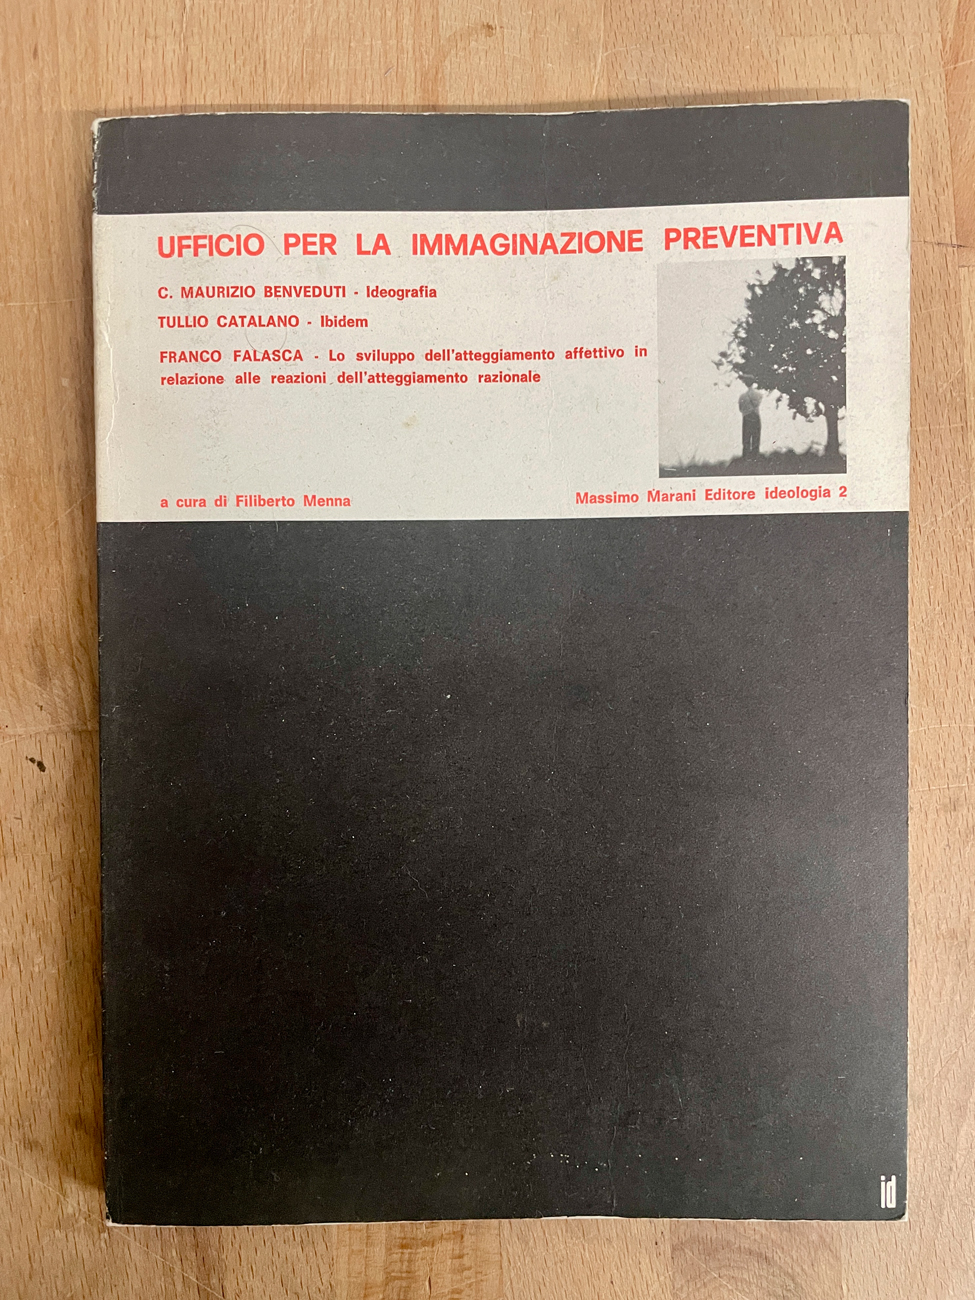 UFFICIO PER LA IMMAGINAZIONE PREVENTIVA
C. MAURIZIO BENVEDUTI - Ideografia
TULLIO CATALANO - Ibidem
FRANCO FALASCA - Lo sviluppo dell'atteggiamento affettivo in
relazione alle reazioni dell'atteggiamento razionale
a cura di Filiberto Menna
Massimo Marani Editore ideologia 2
id